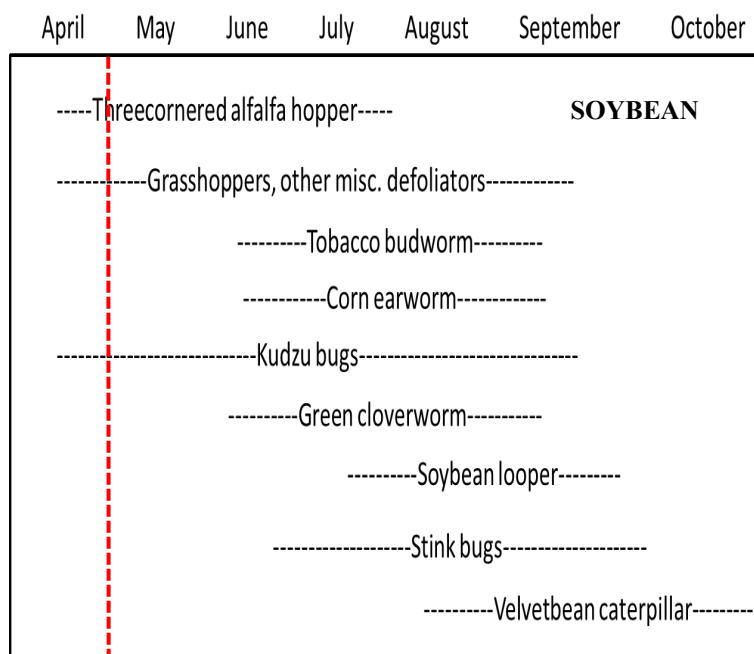 April May June July August September October
-----Threecornered alfalfa hopper----- SOYBEAN
-------------Grasshoppers, other misc. defoliators-------------
----------Tobacco budworm----------
------------Corn earworm-------------
-----------------------------Kudzu bugs--------------------------------
----------Green cloverworm-----------
----------Soybean looper---------
--------------------Stink bugs---------------------
----------Velvetbean caterpillar---------